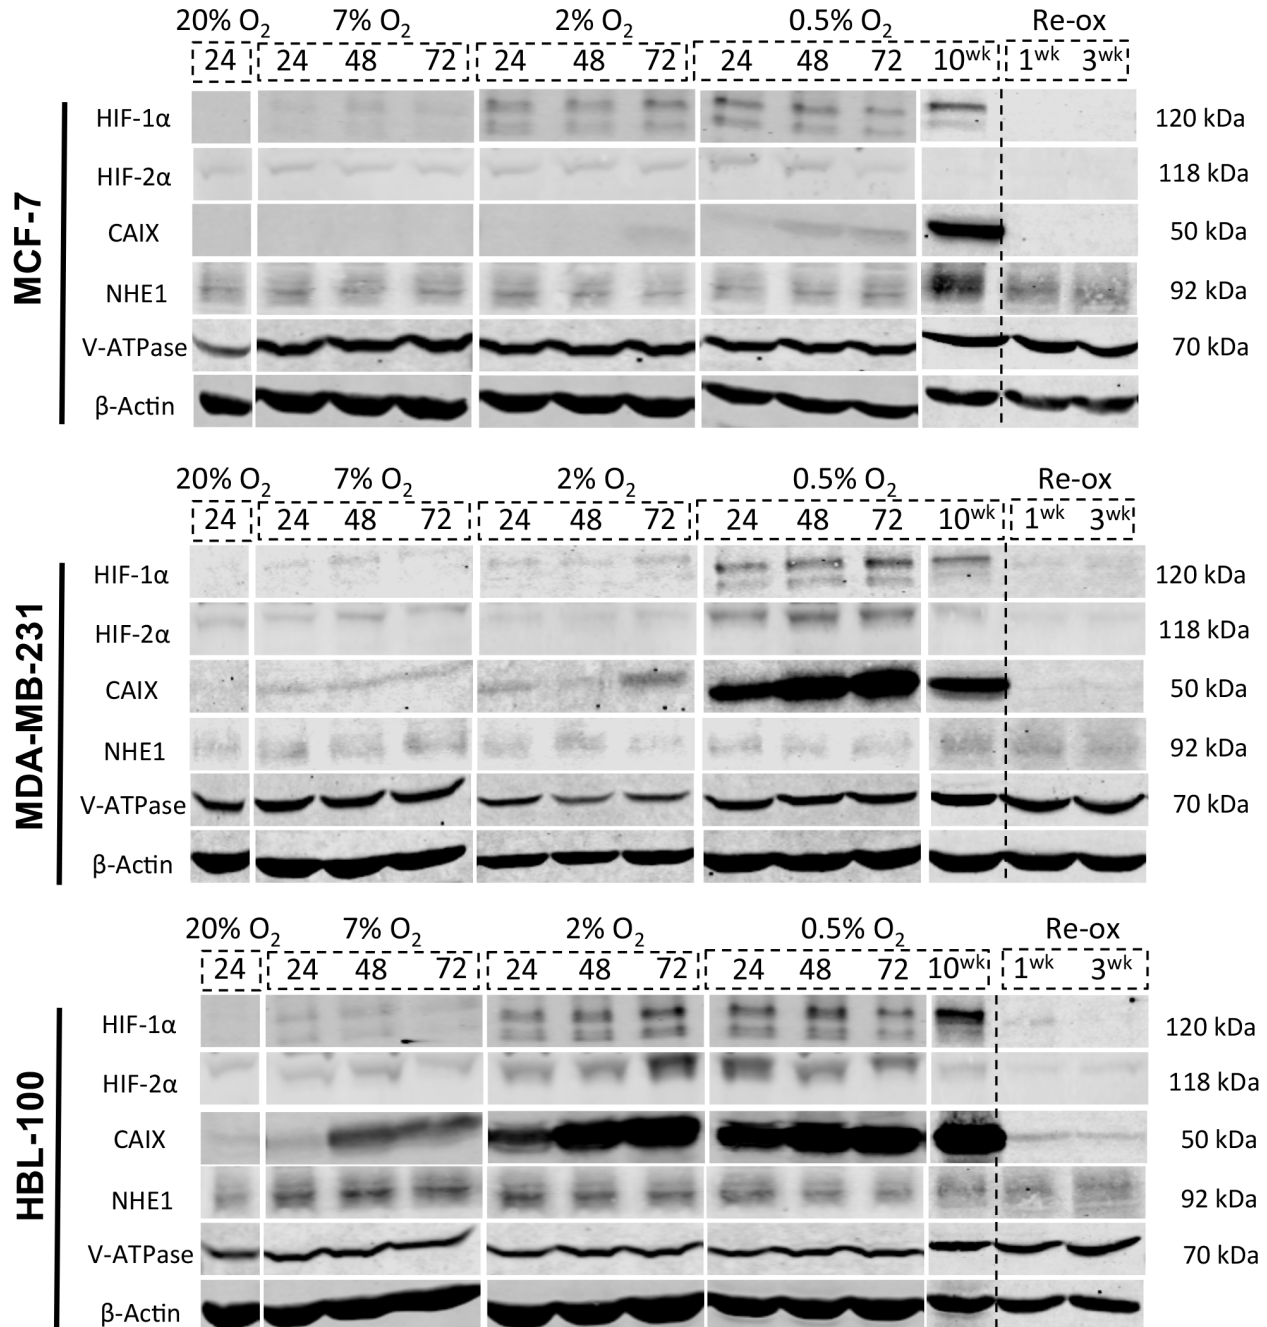 20% O2 7% O2 2% O2 0.5% O2 Re-ox
24 24 48 72 24 48 72 24 48 72 10wk 1wk 3wk
MCF-7
HIF-1α 120 kDa
HIF-2α 118 kDa
CAIX 50 kDa
NHE1 92 kDa
V-ATPase 70 kDa
β-Actin
20% O2 7% O2 2% O2 0.5% O2 Re-ox
24 24 48 72 24 48 72 24 48 72 10wk 1wk 3wk
MDA-MB-231
HIF-1α 120 kDa
HIF-2α 118 kDa
CAIX 50 kDa
NHE1 92 kDa
V-ATPase 70 kDa
β-Actin
20% O2 7% O2 2% O2 0.5% O2 Re-ox
24 24 48 72 24 48 72 24 48 72 10wk 1wk 3wk
HBL-100
HIF-1α 120 kDa
HIF-2α 118 kDa
CAIX 50 kDa
NHE1 92 kDa
V-ATPase 70 kDa
β-Actin